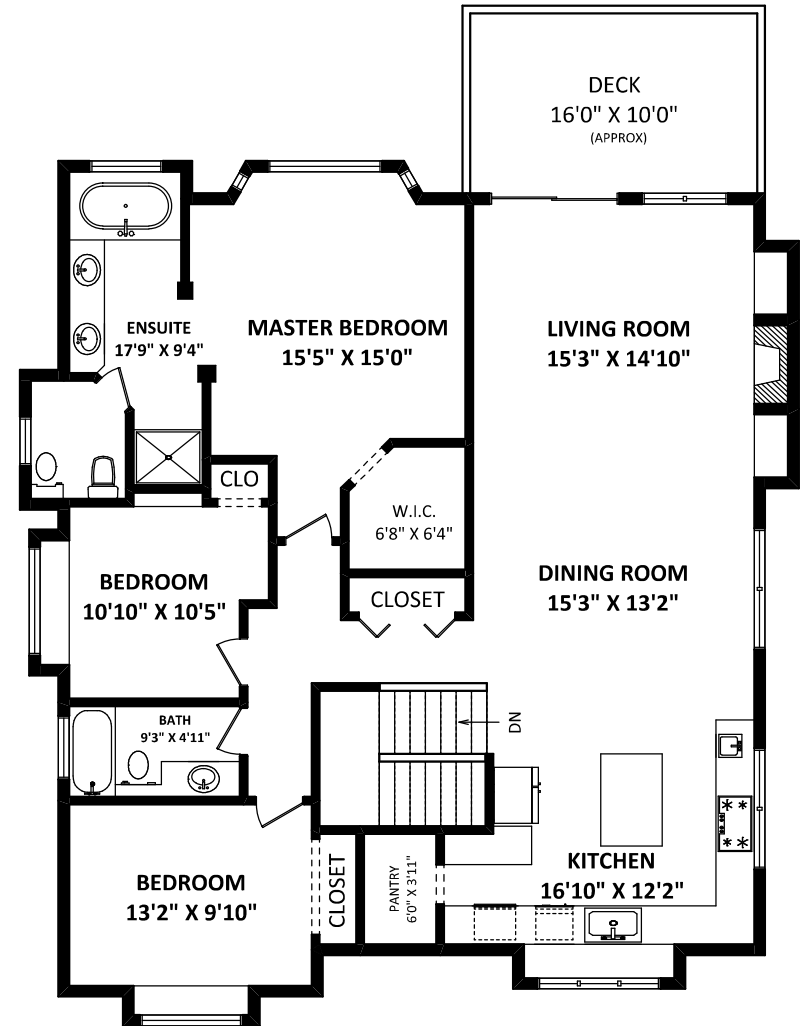 DECK
16'0" X 10'0"
(APPROX)
ENSUITE
17'9" X 9'4"
MASTER BEDROOM
15'5" X 15'0"
LIVING ROOM
15'3" X 14'10"
CLO
W.I.C.
6'8" X 6'4"
BEDROOM
10'10" X 10'5"
CLOSET
DINING ROOM
15'3" X 13'2"
BATH
9'3" X 4'11"
DN
BEDROOM
13'2" X 9'10"
CLOSET
PANTRY
6'0" X 3'11"
KITCHEN
16'10" X 12'2"